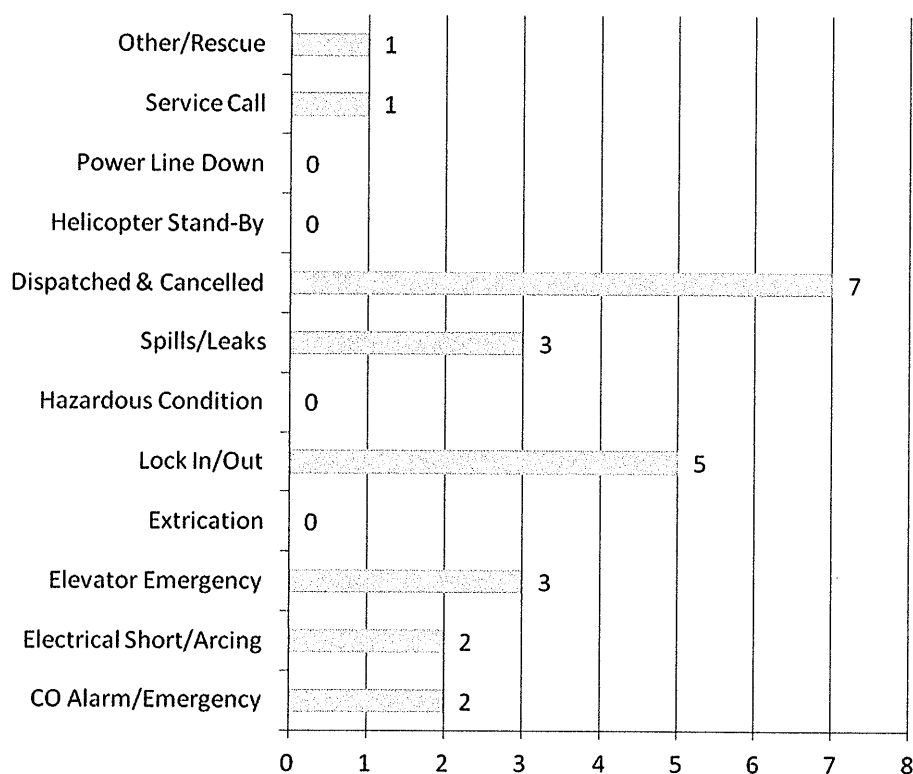 Other/Rescue 1
Service Call 1
Power Line Down 0
Helicopter Stand-By 0
Dispatched & Cancelled 7
Spills/Leaks 3
Hazardous Condition 0
Lock In/Out 5
Extrication 0
Elevator Emergency 3
Electrical Short/Arcing 2
CO Alarm/Emergency 2
0 1 2 3 4 5 6 7 8